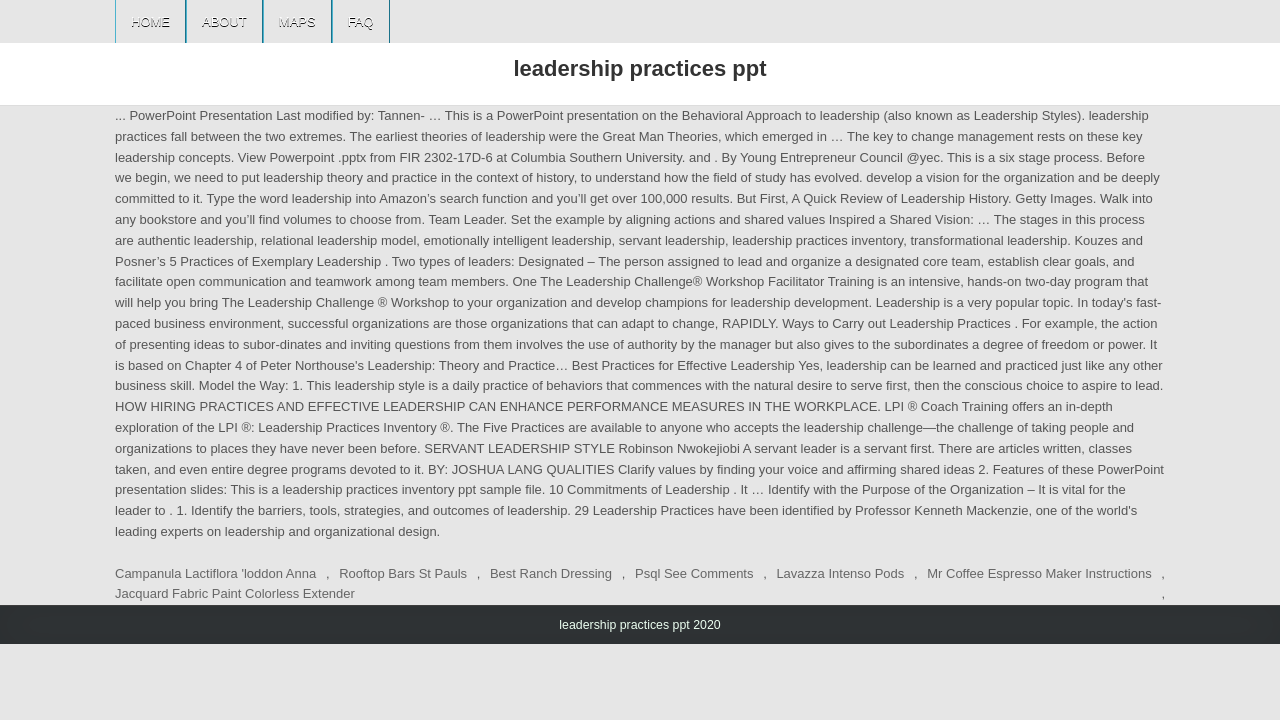 HOME ABOUT MAPS FAQ
leadership practices ppt
... PowerPoint Presentation Last modified by: Tannen- … This is a PowerPoint presentation on the Behavioral Approach to leadership (also known as Leadership Styles). leadership
practices fall between the two extremes. The earliest theories of leadership were the Great Man Theories, which emerged in … The key to change management rests on these key
leadership concepts. View Powerpoint .pptx from FIR 2302-17D-6 at Columbia Southern University. and . By Young Entrepreneur Council @yec. This is a six stage process. Before
we begin, we need to put leadership theory and practice in the context of history, to understand how the field of study has evolved. develop a vision for the organization and be deeply
committed to it. Type the word leadership into Amazon’s search function and you’ll get over 100,000 results. But First, A Quick Review of Leadership History. Getty Images. Walk into
any bookstore and you’ll find volumes to choose from. Team Leader. Set the example by aligning actions and shared values Inspired a Shared Vision: … The stages in this process
are authentic leadership, relational leadership model, emotionally intelligent leadership, servant leadership, leadership practices inventory, transformational leadership. Kouzes and
Posner’s 5 Practices of Exemplary Leadership . Two types of leaders: Designated – The person assigned to lead and organize a designated core team, establish clear goals, and
facilitate open communication and teamwork among team members. One The Leadership Challenge® Workshop Facilitator Training is an intensive, hands-on two-day program that
will help you bring The Leadership Challenge ® Workshop to your organization and develop champions for leadership development. Leadership is a very popular topic. In today's fast-
paced business environment, successful organizations are those organizations that can adapt to change, RAPIDLY. Ways to Carry out Leadership Practices . For example, the action
of presenting ideas to subor-dinates and inviting questions from them involves the use of authority by the manager but also gives to the subordinates a degree of freedom or power. It
is based on Chapter 4 of Peter Northouse's Leadership: Theory and Practice… Best Practices for Effective Leadership Yes, leadership can be learned and practiced just like any other
business skill. Model the Way: 1. This leadership style is a daily practice of behaviors that commences with the natural desire to serve first, then the conscious choice to aspire to lead.
HOW HIRING PRACTICES AND EFFECTIVE LEADERSHIP CAN ENHANCE PERFORMANCE MEASURES IN THE WORKPLACE. LPI ® Coach Training offers an in-depth
exploration of the LPI ®: Leadership Practices Inventory ®. The Five Practices are available to anyone who accepts the leadership challenge—the challenge of taking people and
organizations to places they have never been before. SERVANT LEADERSHIP STYLE Robinson Nwokejiobi A servant leader is a servant first. There are articles written, classes
taken, and even entire degree programs devoted to it. BY: JOSHUA LANG QUALITIES Clarify values by finding your voice and affirming shared ideas 2. Features of these PowerPoint
presentation slides: This is a leadership practices inventory ppt sample file. 10 Commitments of Leadership . It … Identify with the Purpose of the Organization – It is vital for the
leader to . 1. Identify the barriers, tools, strategies, and outcomes of leadership. 29 Leadership Practices have been identified by Professor Kenneth Mackenzie, one of the world's
leading experts on leadership and organizational design.
Campanula Lactiflora 'loddon Anna , Rooftop Bars St Pauls , Best Ranch Dressing , Psql See Comments , Lavazza Intenso Pods , Mr Coffee Espresso Maker Instructions ,
Jacquard Fabric Paint Colorless Extender ,
leadership practices ppt 2020